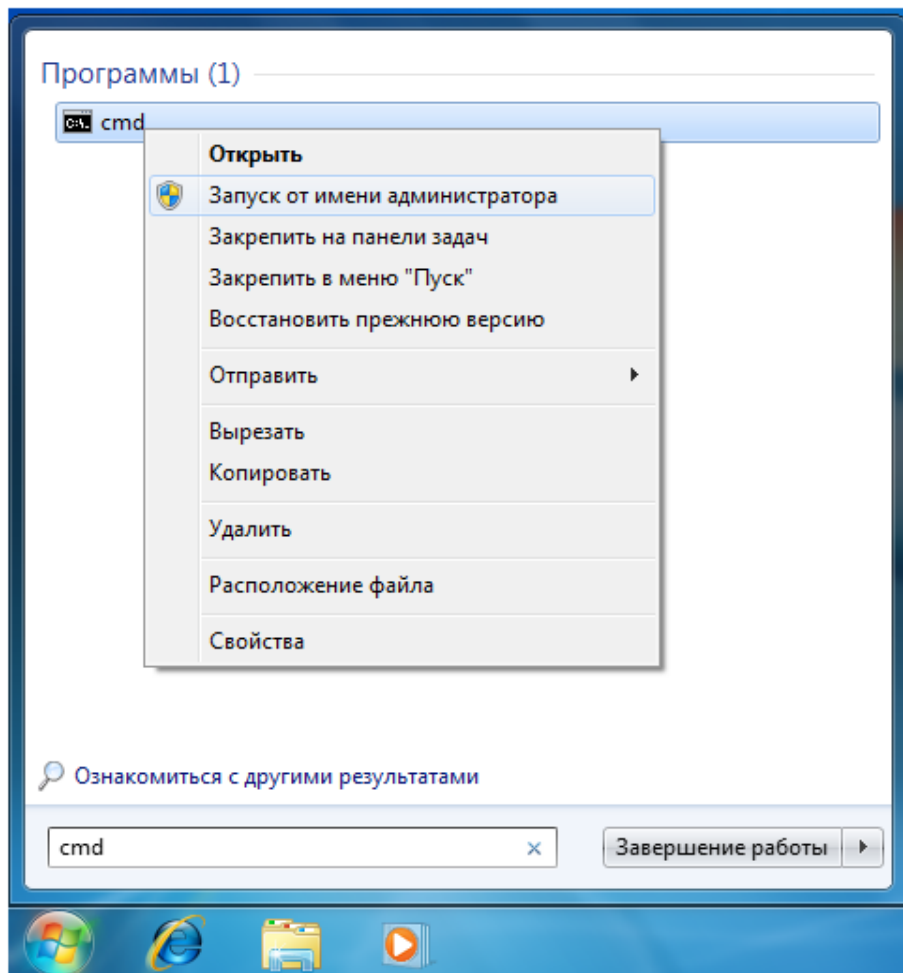 Программы (1)
cmd
Открыть
Запуск от имени администратора
Закрепить на панели задач
Закрепить в меню "Пуск"
Восстановить прежнюю версию
Отправить
Вырезать
Копировать
Удалить
Расположение файла
Свойства
Ознакомиться с другими результатами
cmd
Завершение работы